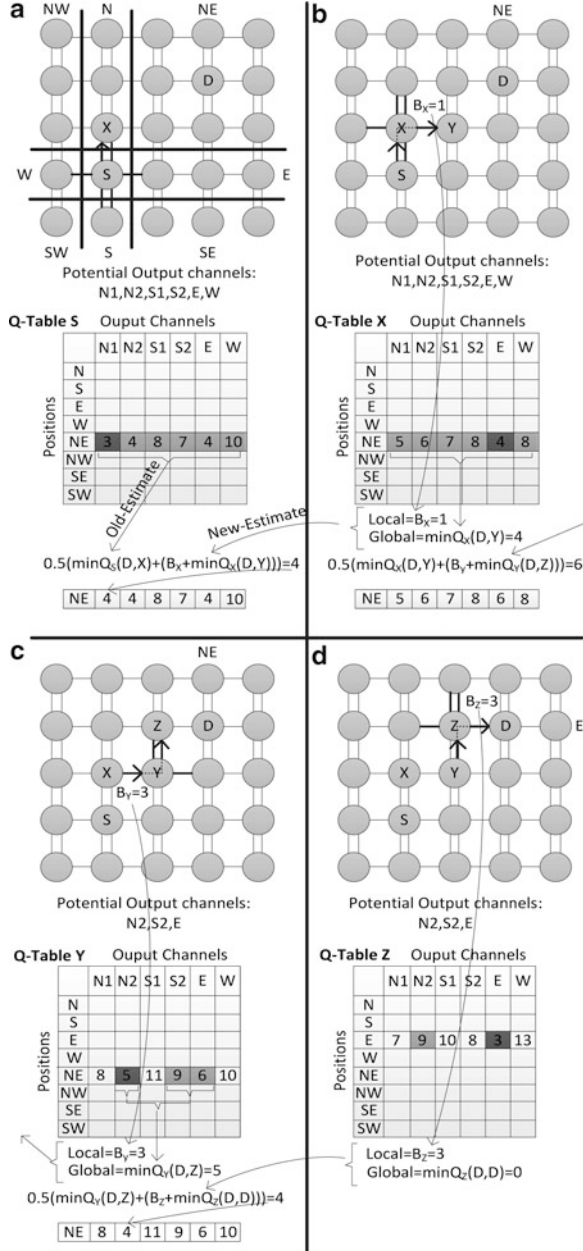 a
NW N NE
D
X
W S E
SW S SE
Potential Output channels:
N1,N2,S1,S2,E,W
Q-Table S Ouput Channels
N1 N2 S1 S2 E W
Positions
N
S
E
W
NE 3 4 8 7 4 10
NW
SE
SW
Old-Estimate
New-Estimate
0.5(minQS(D,X)+(BX+minQX(D,Y)))=4
NE 4 4 8 7 4 10
b
NE
D
BX=1
X Y
S
Potential Output channels:
N1,N2,S1,S2,E,W
Q-Table X Ouput Channels
N1 N2 S1 S2 E W
Positions
N
S
E
W
NE 5 6 7 8 4 8
NW
SE
SW
Local=BX=1
Global=minQX(D,Y)=4
0.5(minQX(D,Y)+(By+minQY(D,Z)))=6
NE 5 6 7 8 6 8
c
NE
Z D
X Y
BY=3
S
Potential Output channels:
N2,S2,E
Q-Table Y Ouput Channels
N1 N2 S1 S2 E W
Positions
N
S
E
W
NE 8 5 11 9 6 10
NW
SE
SW
Local=BY=3
Global=minQY(D,Z)=5
0.5(minQY(D,Z)+(BZ+minQZ(D,D)))=4
NE 8 4 11 9 6 10
d
BZ=3
Z D E
X Y
S
Potential Output channels:
N2,S2,E
Q-Table Z Ouput Channels
N1 N2 S1 S2 E W
Positions
N
S
E 7 9 10 8 3 13
W
NE
NW
SE
SW
Local=BZ=3
Global=minQZ(D,D)=0